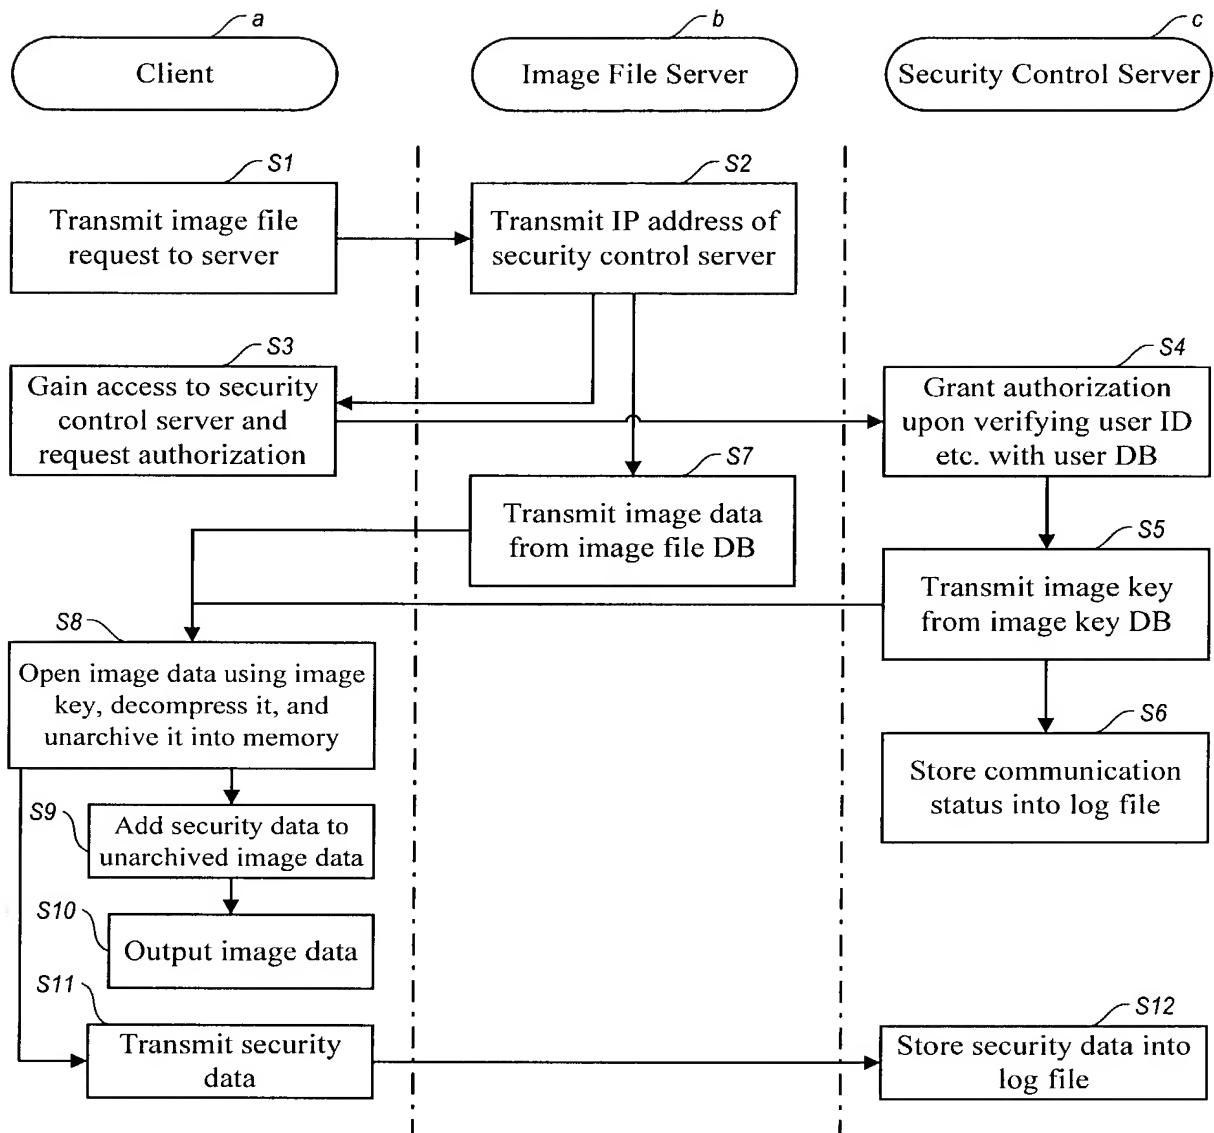 a
b
c
Client
Image File Server
Security Control Server
S1
S2
Transmit image file
request to server
Transmit IP address of
security control server
S3
S4
Gain access to security
control server and
request authorization
Grant authorization
upon verifying user ID
etc. with user DB
S7
Transmit image data
from image file DB
S5
Transmit image key
from image key DB
S8
Open image data using image
key, decompress it, and
unarchive it into memory
S6
Store communication
status into log file
S9
Add security data to
unarchived image data
S10
Output image data
S11
Transmit security
data
S12
Store security data into
log file